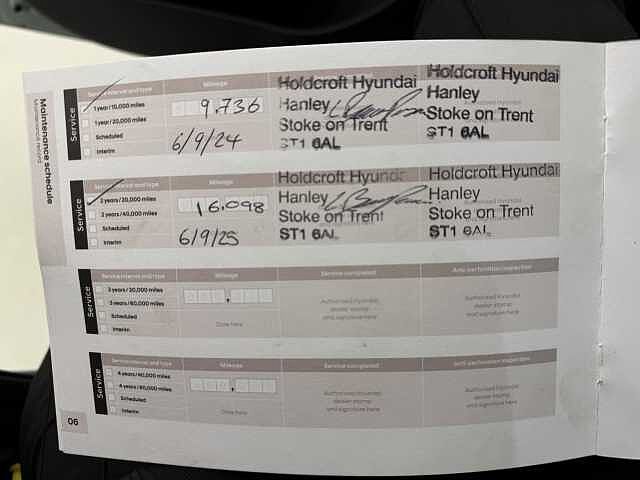 Maintenance schedule
Maintenance record
Service
Service interval and type
Mileage
1 year/10,000 miles
1 year/20,000 miles
Scheduled
Interim
9,736
6/9/24
Holdcroft Hyundai
Hanley
Stoke on Trent
ST1 6AL
Holdcroft Hyundai
Hanley
Stoke on Trent
ST1 6AL
Service
Service interval and type
Mileage
2 years/20,000 miles
2 years/40,000 miles
Scheduled
Interim
16,098
6/9/25
Holdcroft Hyundai
Hanley
Stoke on Trent
ST1 6AL
Holdcroft Hyundai
Hanley
Stoke on Trent
ST1 6AL
Service
Service interval and type
Mileage
Service completed
Anti-perforation inspection
3 years/60,000 miles
Scheduled
Interim
Date here
Authorised Hyundai
dealer stamp
and signature here
Authorised Hyundai
dealer stamp
and signature here
Service
Service interval and type
Mileage
Service completed
Anti-perforation inspection
4 years/40,000 miles
4 years/80,000 miles
Scheduled
Interim
Date here
Authorised Hyundai
dealer stamp
and signature here
Authorised Hyundai
dealer stamp
and signature here
06